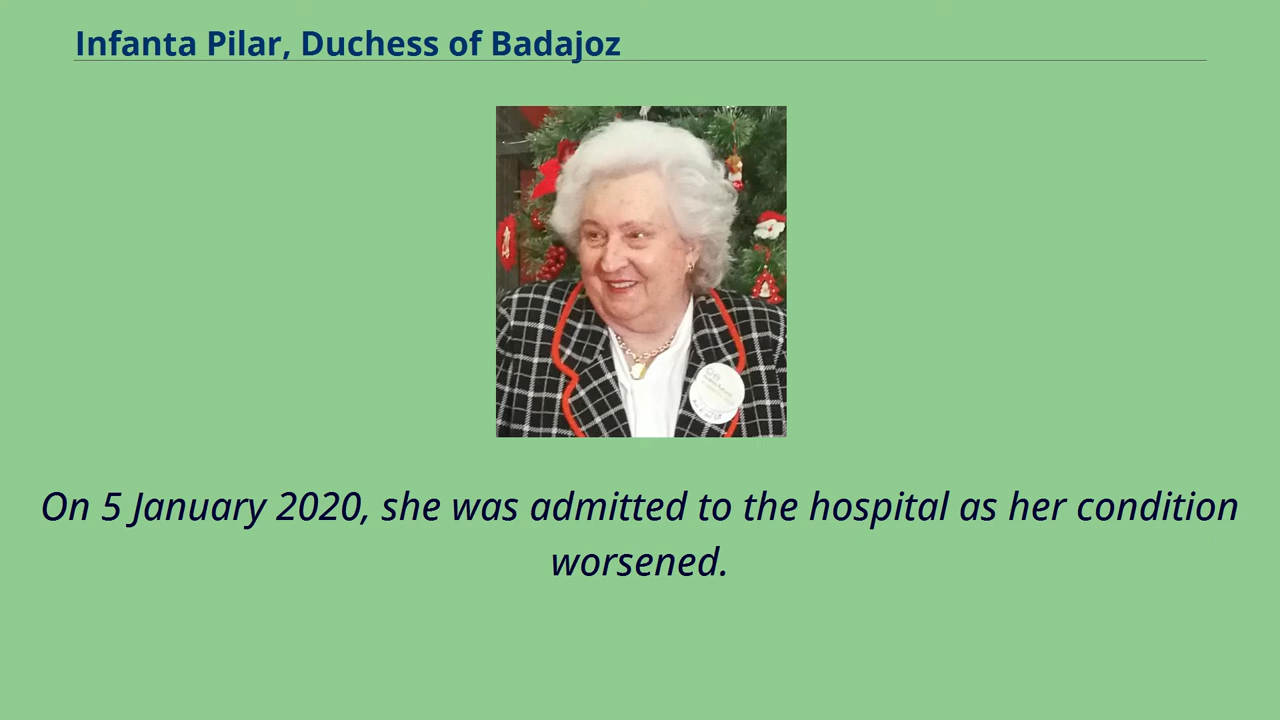 Infanta Pilar, Duchess of Badajoz
On 5 January 2020, she was admitted to the hospital as her condition
worsened.